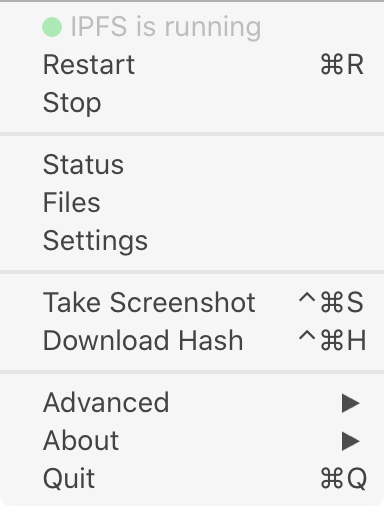 IPFS is running
Restart ⌘R
Stop
Status
Files
Settings
Take Screenshot ^⌘S
Download Hash ^⌘H
Advanced ▶
About ▶
Quit ⌘Q